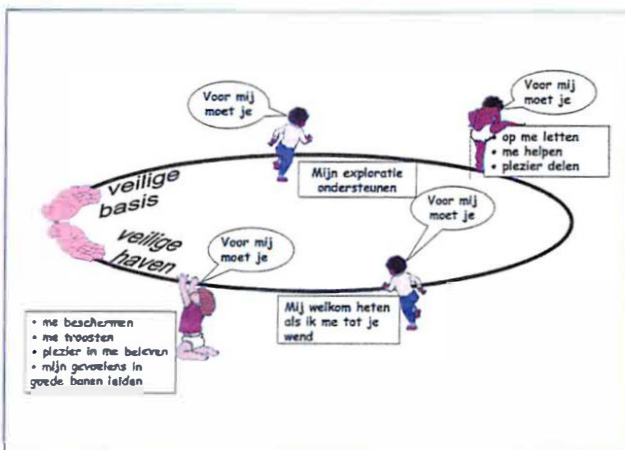 Voor mij
moet je
Voor mij
moet je
• op me letten
• me helpen
• plezier delen
Mijn exploratie
ondersteunen
veilige
basis
Voor mij
moet je
veilige
haven
Voor mij
moet je
Mij welkom heten
als ik me tot je
wend
• me beschermen
• me troosten
• plezier in me beleven
• mijn gevoelens in
goede banen leiden